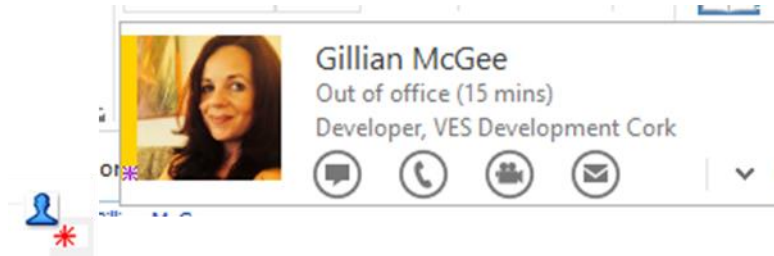 Gillian McGee
Out of office (15 mins)
Developer, VES Development Cork